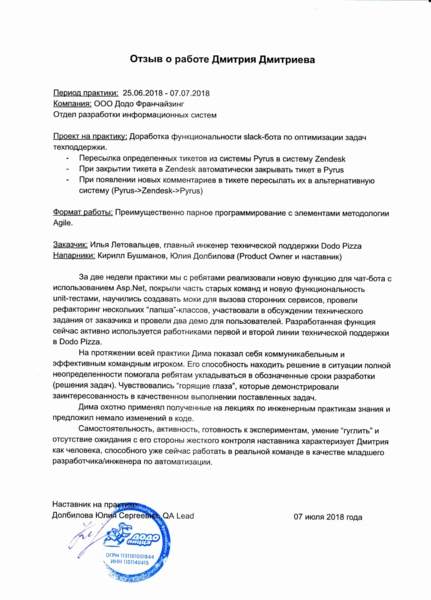 Отзыв о работе Дмитрия Дмитриева
Период практики: 25.06.2018 - 07.07.2018
Компания: ООО Додо Франчайзинг
Отдел разработки информационных систем
Проект на практику: Доработка функциональности slack-бота по оптимизации задач
техподдержки.
- Пересылка определенных тикетов из системы Pyrus в систему Zendesk
- При закрытии тикета в Zendesk автоматически закрывать тикет в Pyrus
- При появлении новых комментариев в тикете пересылать их в альтернативную
систему (Pyrus->Zendesk->Pyrus)
Формат работы: Преимущественно парное программирование с элементами методологии
Agile.
Заказчик: Илья Летовальцев, главный инженер технической поддержки Dodo Pizza
Напарники: Кирилл Бушманов, Юлия Долбилова (Product Owner и наставник)
За две недели практики мы с ребятами реализовали новую функцию для чат-бота с
использованием Asp.Net, покрыли часть старых команд и новую функциональность
unit-тестами, научились создавать моки для вызова сторонних сервисов, провели
рефакторинг нескольких "лапша"-классов, участвовали в обсуждении технического
задания от заказчика и провели два демо для пользователей. Разработанная функция
сейчас активно используется работниками первой и второй линии технической поддержки
в Dodo Pizza.
На протяжении всей практики Дима показал себя коммуникабельным и
эффективным командным игроком. Его способность находить решение в ситуации полной
неопределенности помогала ребятам укладываться в обозначенные сроки разработки
(решения задач). Чувствовались "горящие глаза", которые демонстрировали
заинтересованность в качественном выполнении поставленных задач.
Дима охотно применял полученные на лекциях по инженерным практикам знания и
предложил немало изменений в коде.
Самостоятельность, активность, готовность к экспериментам, умение "гуглить" и
отсутствие ожидания с его стороны жесткого контроля наставника характеризует Дмитрия
как человека, способного уже сейчас работать в реальной команде в качестве младшего
разработчика/инженера по автоматизации.
Наставник на практике
Долбилова Юлия Сергеевна, QA Lead 07 июля 2018 года
ДОДО
ПИЦЦА
ОГРН 1131101001844
ИНН 1101140415